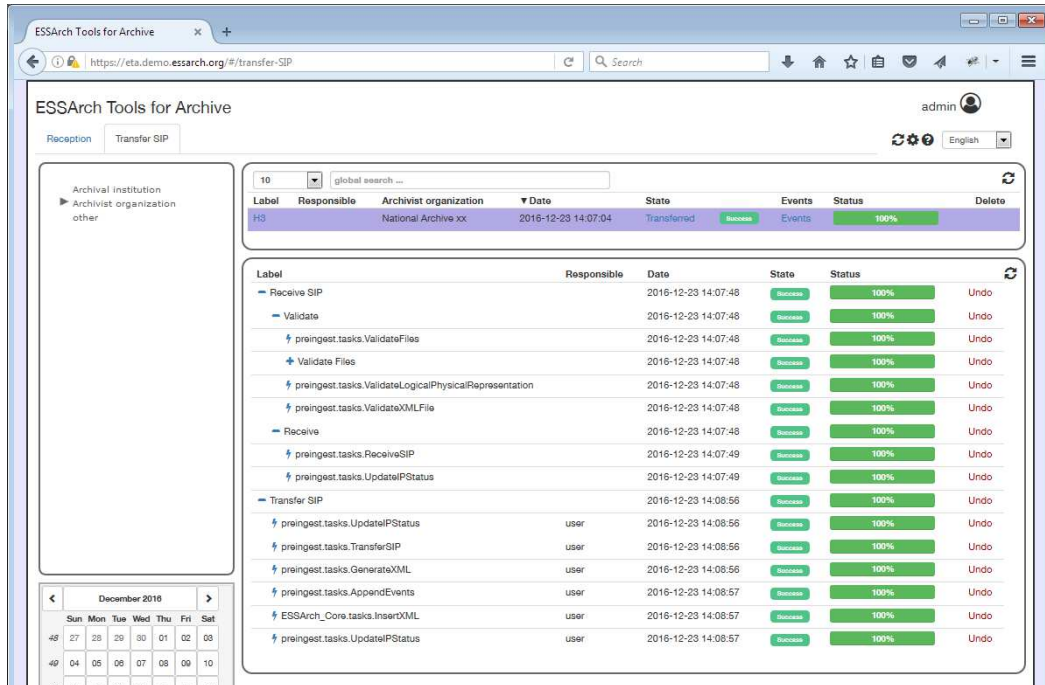 ESSArch Tools for Archive
https://eta.demo.essarch.org/#/transfer-SIP
Search
ESSArch Tools for Archive
admin
Reception Transfer SIP
English
Archival institution
Archivist organization
other
10 global search ...
Label Responsible Archivist organization Date State Events Status Delete
H3 National Archive xx 2016-12-23 14:07:04 Transferred Success Events 100%
Label Responsible Date State Status
Receive SIP 2016-12-23 14:07:48 Success 100% Undo
Validate 2016-12-23 14:07:48 Success 100% Undo
preingest.tasks.ValidateFiles 2016-12-23 14:07:48 Success 100% Undo
Validate Files 2016-12-23 14:07:48 Success 100% Undo
preingest.tasks.ValidateLogicalPhysicalRepresentation 2016-12-23 14:07:48 Success 100% Undo
preingest.tasks.ValidateXMLFile 2016-12-23 14:07:48 Success 100% Undo
Receive 2016-12-23 14:07:48 Success 100% Undo
preingest.tasks.ReceiveSIP 2016-12-23 14:07:49 Success 100% Undo
preingest.tasks.UpdateIPStatus 2016-12-23 14:07:49 Success 100% Undo
Transfer SIP 2016-12-23 14:08:56 Success 100% Undo
preingest.tasks.UpdateIPStatus user 2016-12-23 14:08:56 Success 100% Undo
preingest.tasks.TransferSIP user 2016-12-23 14:08:56 Success 100% Undo
preingest.tasks.GenerateXML user 2016-12-23 14:08:56 Success 100% Undo
preingest.tasks.AppendEvents user 2016-12-23 14:08:57 Success 100% Undo
ESSArch_Core.tasks.InsertXML user 2016-12-23 14:08:57 Success 100% Undo
preingest.tasks.UpdateIPStatus user 2016-12-23 14:08:57 Success 100% Undo
December 2016
Sun Mon Tue Wed Thu Fri Sat
48 27 28 29 30 01 02 03
49 04 05 06 07 08 09 10